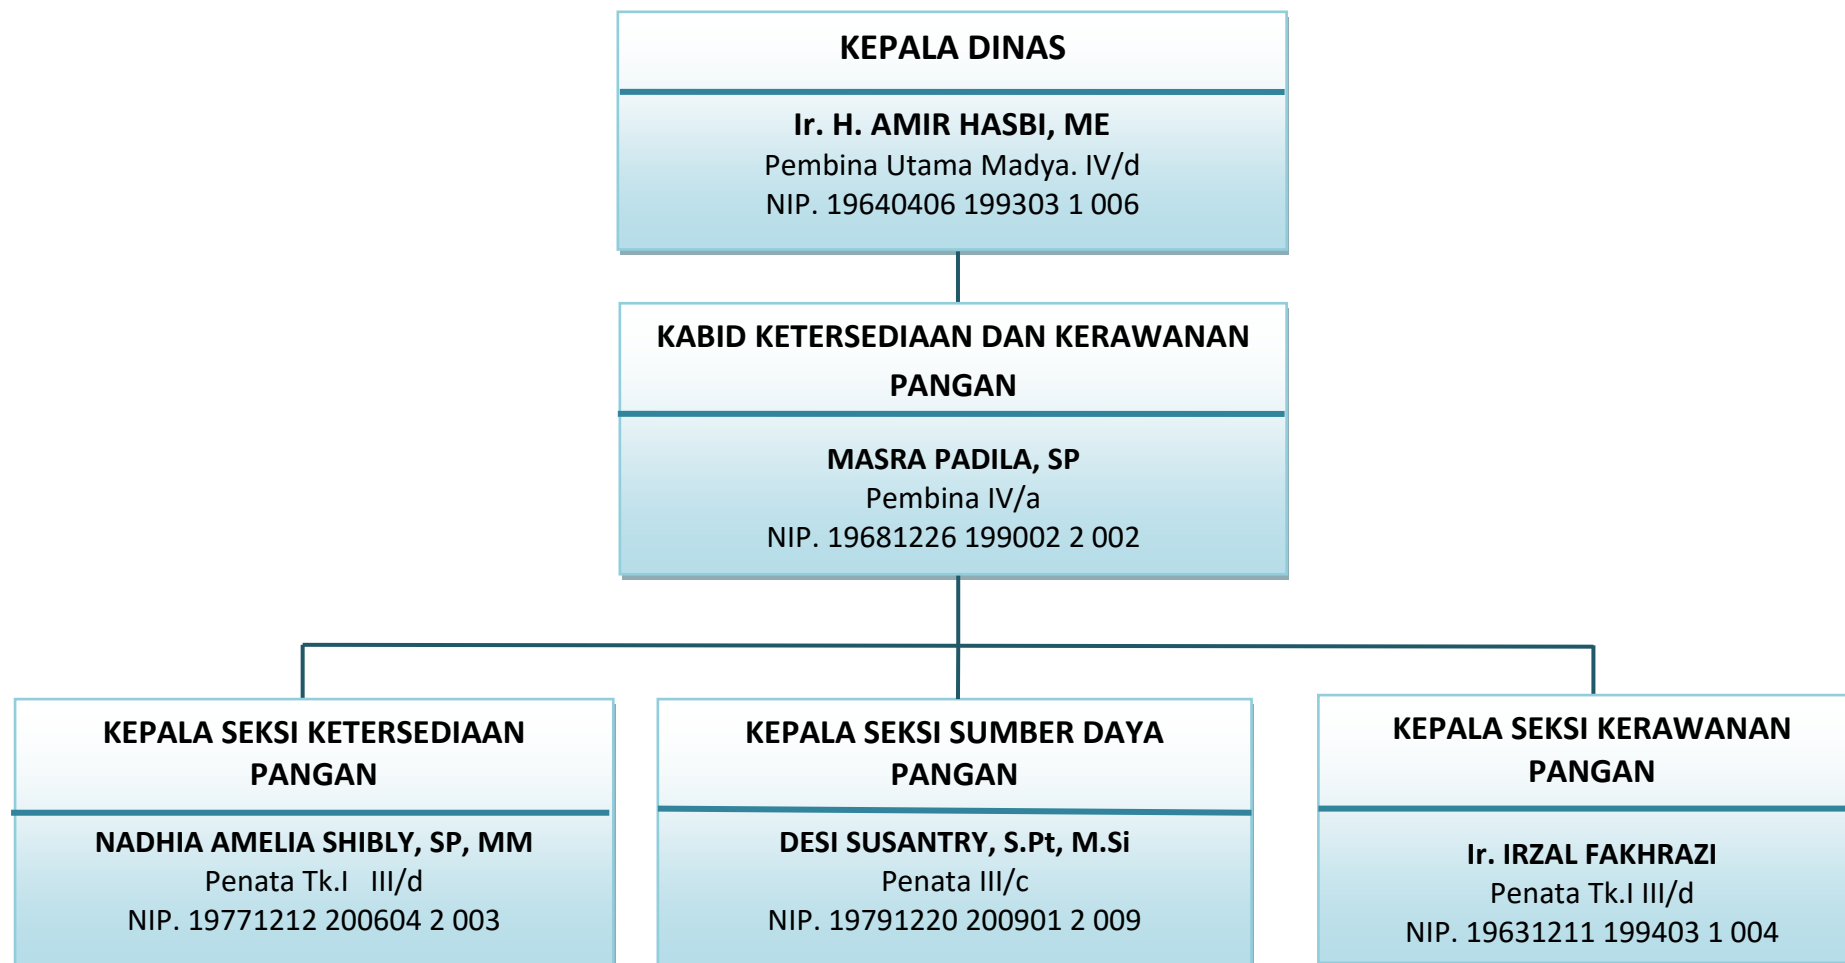 KEPALA DINAS
Ir. H. AMIR HASBI, ME
Pembina Utama Madya. IV/d
NIP. 19640406 199303 1 006
KABID KETERSEDIAAN DAN KERAWANAN
PANGAN
MASRA PADILA, SP
Pembina IV/a
NIP. 19681226 199002 2 002
KEPALA SEKSI KETERSEDIAAN
PANGAN
NADHIA AMELIA SHIBLY, SP, MM
Penata Tk.I III/d
NIP. 19771212 200604 2 003
KEPALA SEKSI SUMBER DAYA
PANGAN
DESI SUSANTRY, S.Pt, M.Si
Penata III/c
NIP. 19791220 200901 2 009
KEPALA SEKSI KERAWANAN
PANGAN
Ir. IRZAL FAKHRAZI
Penata Tk.I III/d
NIP. 19631211 199403 1 004